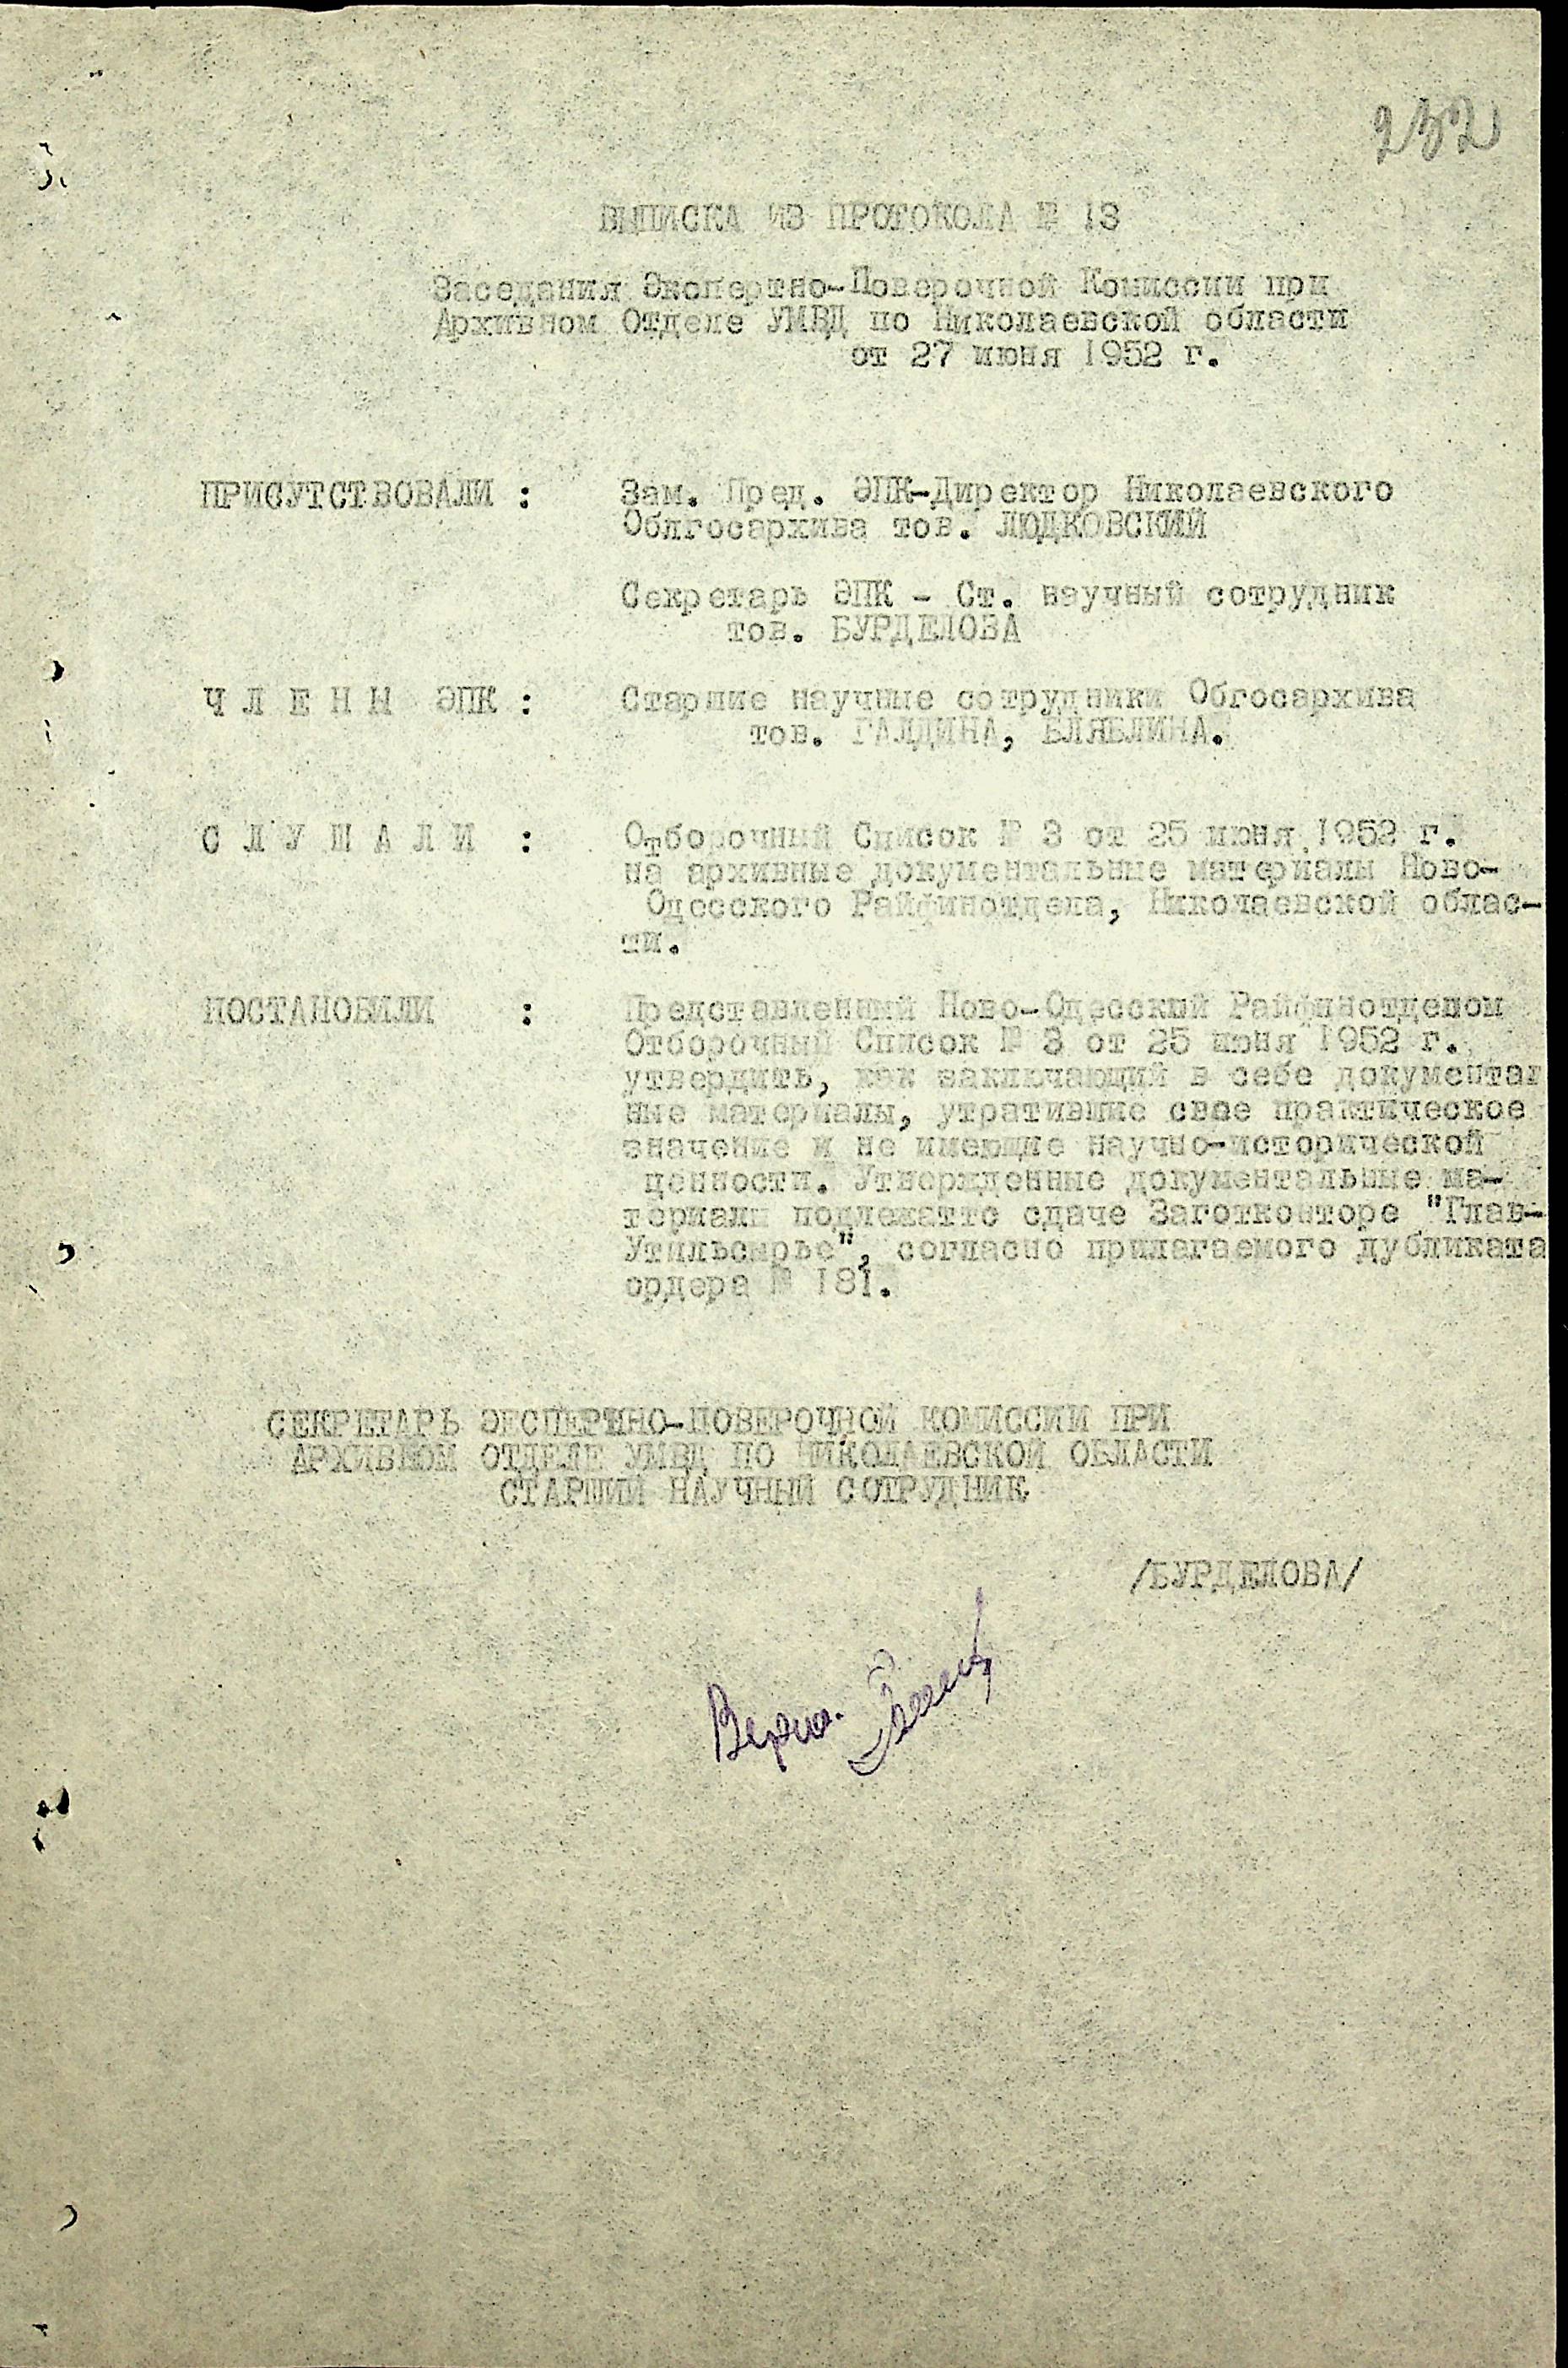 232
ВЫПИСКА ИЗ ПРОТОКОЛА № 13
Заседания Экспертно-Поверочной Комиссии при
Архивном Отделе УМВД по Николаевской области
от 27 июня 1952 г.
ПРИСУТСТВОВАЛИ : Зам. Пред. ЭПК-Директор Николаевского
Облгосархива тов. ЛЮДКОВСКИЙ
Секретарь ЭПК - Ст. научный сотрудник
тов. БУРДЕЛОВА
Ч Л Е Н Ы ЭПК : Старшие научные сотрудники Обгосархива
тов. ГАЛДИНА, БЛЯБЛИНА.
С Л У Ш А Л И : Отборочный Список № 3 от 25 июня 1952 г.
на архивные документальные материалы Ново-
Одесского Райфинотдела, Николаевской облас-
ти.
ПОСТАНОВИЛИ : Представленный Ново-Одесский Райфинотделом
Отборочный Список № 3 от 25 июня 1952 г.
утвердить, как заключающий в себе документал
ные материалы, утратившие свое практическое
значение и не имеющие научно-исторической
ценности. Утвержденные документальные ма-
териалы подлежатте сдаче Заготконторе "Глав-
Утильсырье", согласно прилагаемого дубликата
ордера № 181.
СЕКРЕТАРЬ ЭКСПЕРТНО-ПОВЕРОЧНОЙ КОМИССИИ ПРИ
АРХИВНОМ ОТДЕЛЕ УМВД ПО НИКОЛАЕВСКОЙ ОБЛАСТИ
СТАРШИЙ НАУЧНЫЙ СОТРУДНИК
/БУРДЕЛОВА/
Верно.